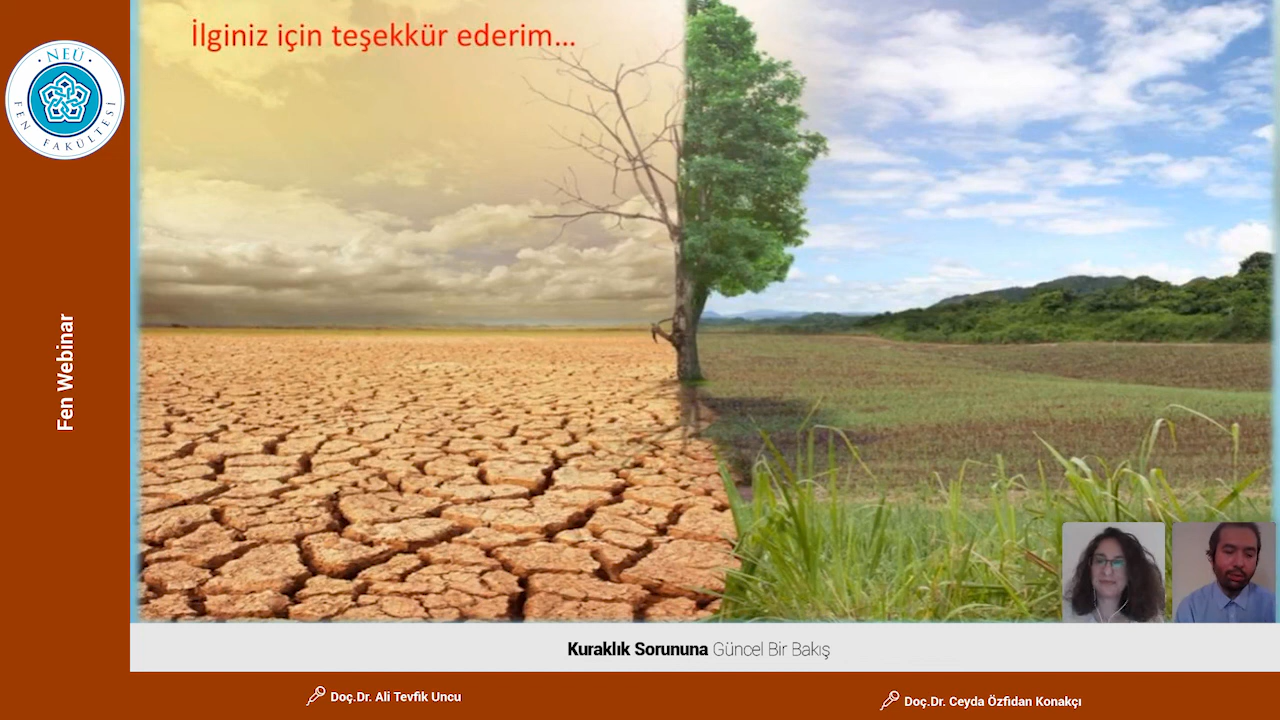 İlginiz için teşekkür ederim...
· NEÜ ·
FEN FAKÜLTESİ
Fen Webinar
Kuraklık Sorununa Güncel Bir Bakış
Doç.Dr. Ali Tevfik Uncu
Doç.Dr. Ceyda Özfidan Konakçı